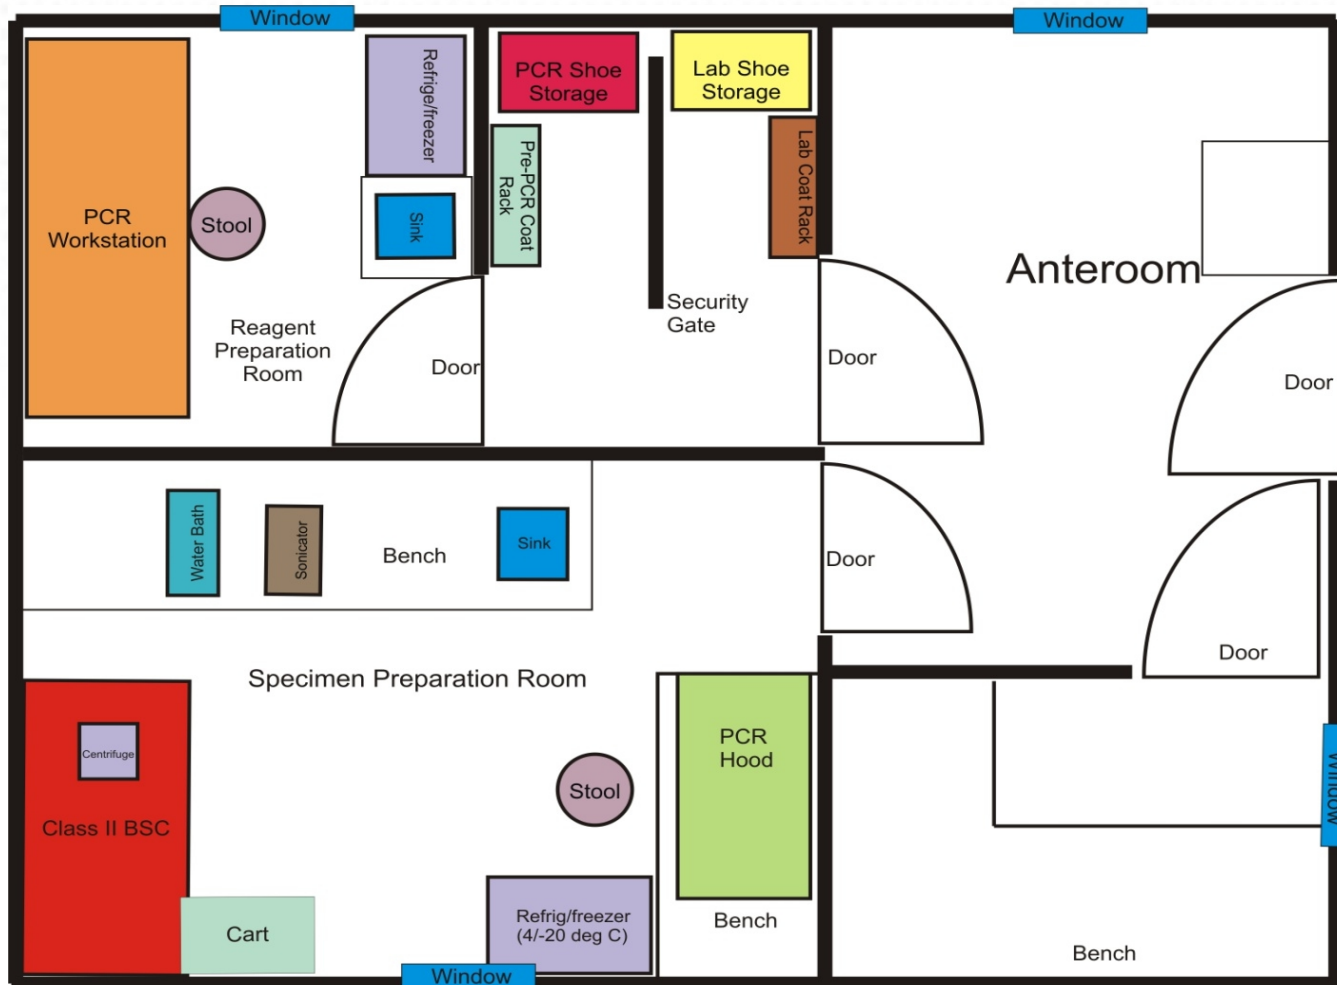 Window
Window
PCR
Workstation
Stool
Refrige/freezer
Sink
Reagent
Preparation
Room
Door
PCR Shoe
Storage
Pre-PCR Coat
Rack
Lab Shoe
Storage
Lab Coat Rack
Security
Gate
Door
Anteroom
Door
Water Bath
Sonicator
Bench
Sink
Door
Door
Specimen Preparation Room
Centrifuge
Class II BSC
Cart
Stool
PCR
Hood
Refrig/freezer
(4/-20 deg C)
Bench
Window
Window
Bench